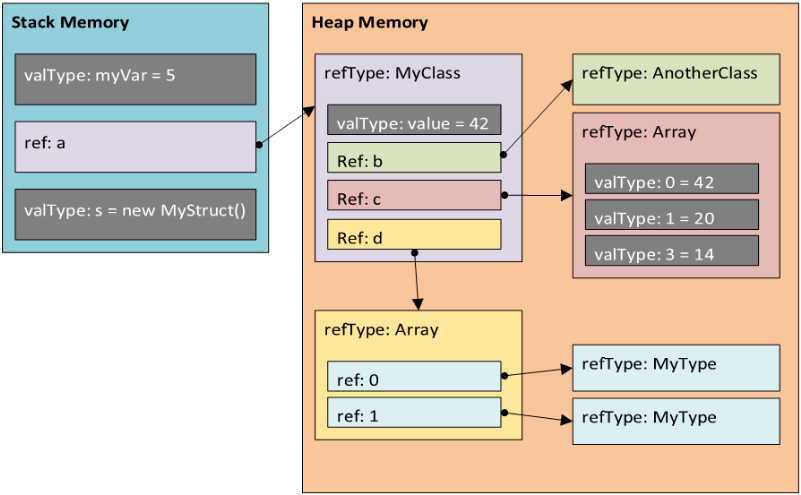 Stack Memory
valType: myVar = 5
ref: a
valType: s = new MyStruct()
Heap Memory
refType: MyClass
valType: value = 42
Ref: b
Ref: c
Ref: d
refType: AnotherClass
refType: Array
valType: 0 = 42
valType: 1 = 20
valType: 3 = 14
refType: Array
ref: 0
ref: 1
refType: MyType
refType: MyType